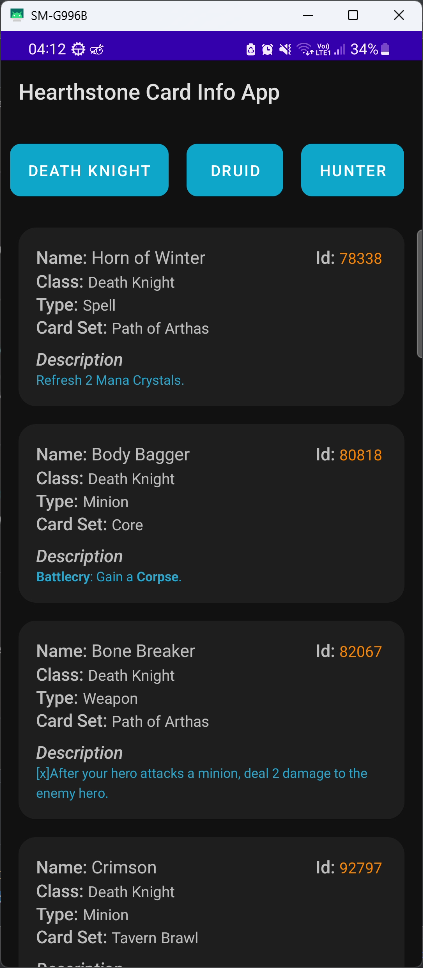 SM-G996B
04:12 Vo)) LTE1 34%
Hearthstone Card Info App
DEATH KNIGHT DRUID HUNTER
Name: Horn of Winter Id: 78338
Class: Death Knight
Type: Spell
Card Set: Path of Arthas
Description
Refresh 2 Mana Crystals.
Name: Body Bagger Id: 80818
Class: Death Knight
Type: Minion
Card Set: Core
Description
Battlecry: Gain a Corpse.
Name: Bone Breaker Id: 82067
Class: Death Knight
Type: Weapon
Card Set: Path of Arthas
Description
[x]After your hero attacks a minion, deal 2 damage to the
enemy hero.
Name: Crimson Id: 92797
Class: Death Knight
Type: Minion
Card Set: Tavern Brawl
Description